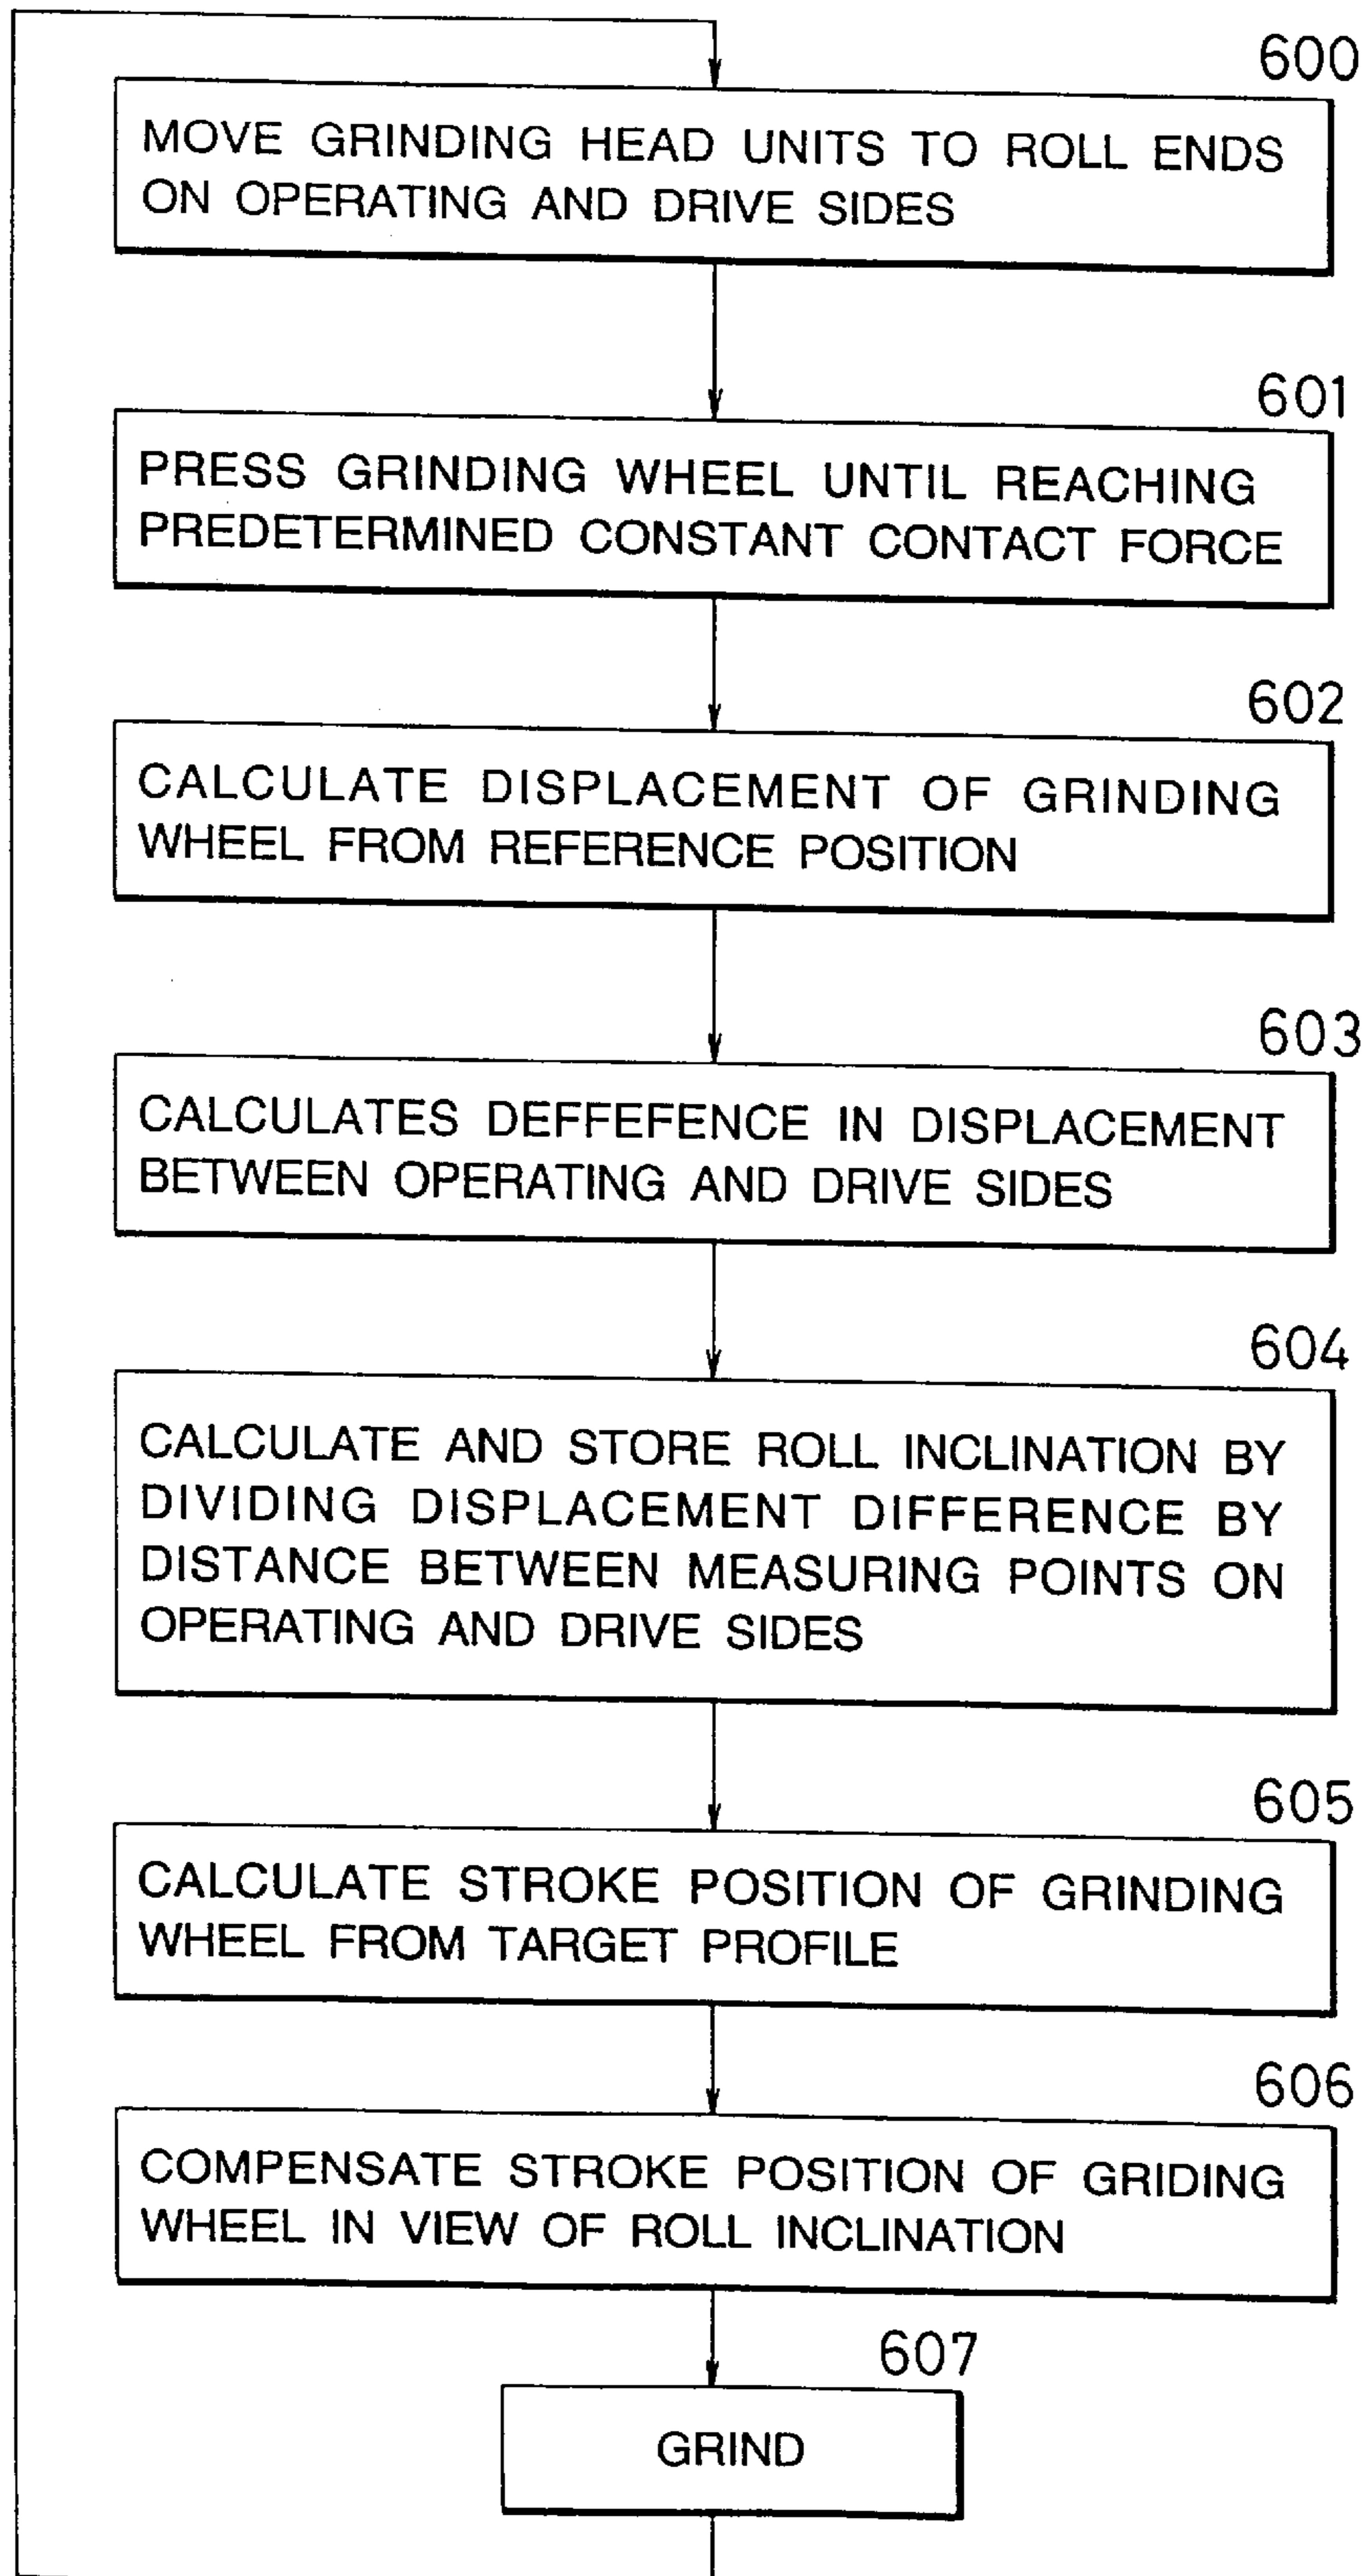 600
MOVE GRINDING HEAD UNITS TO ROLL ENDS
ON OPERATING AND DRIVE SIDES
601
PRESS GRINDING WHEEL UNTIL REACHING
PREDETERMINED CONSTANT CONTACT FORCE
602
CALCULATE DISPLACEMENT OF GRINDING
WHEEL FROM REFERENCE POSITION
603
CALCULATES DEFFEFENCE IN DISPLACEMENT
BETWEEN OPERATING AND DRIVE SIDES
604
CALCULATE AND STORE ROLL INCLINATION BY
DIVIDING DISPLACEMENT DIFFERENCE BY
DISTANCE BETWEEN MEASURING POINTS ON
OPERATING AND DRIVE SIDES
605
CALCULATE STROKE POSITION OF GRINDING
WHEEL FROM TARGET PROFILE
606
COMPENSATE STROKE POSITION OF GRIDING
WHEEL IN VIEW OF ROLL INCLINATION
607
GRIND